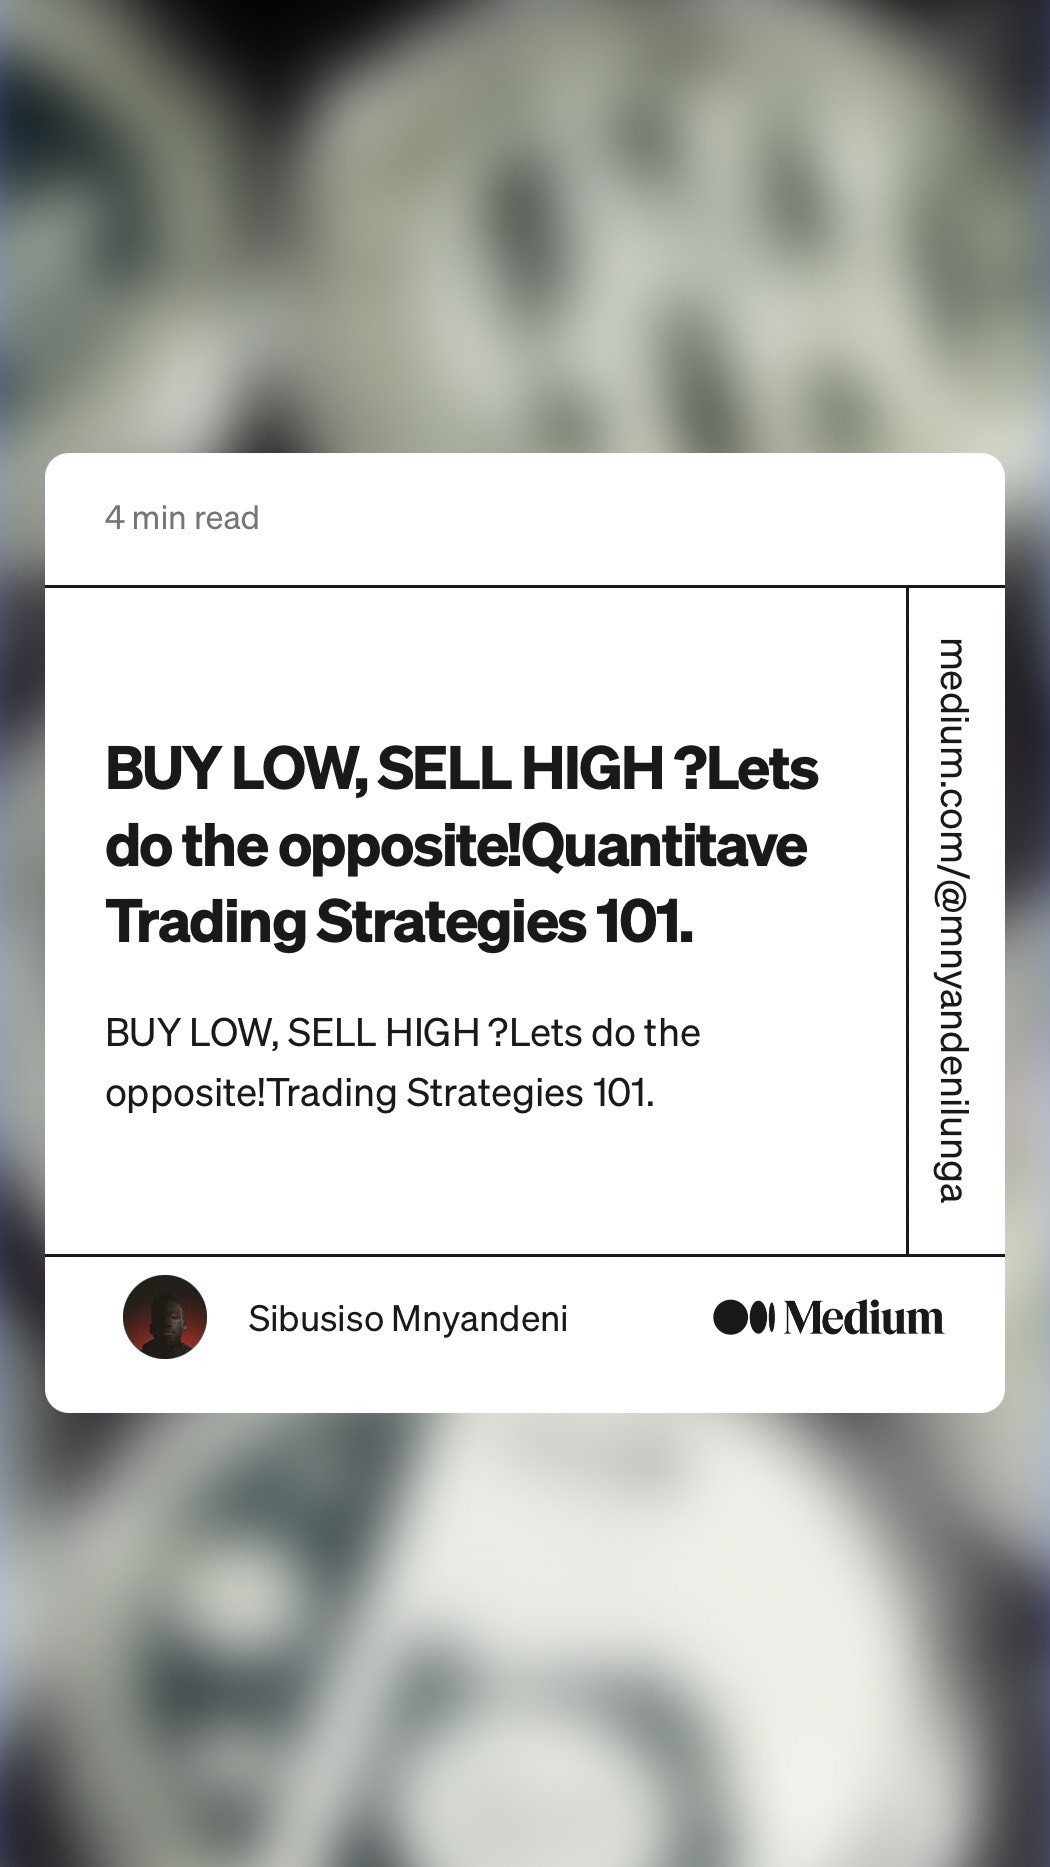 4 min read
BUY LOW, SELL HIGH ?Lets
do the opposite!Quantitave
Trading Strategies 101.
BUY LOW, SELL HIGH ?Lets do the
opposite!Trading Strategies 101.
medium.com/@mnyandenilunga
Sibusiso Mnyandeni
Medium